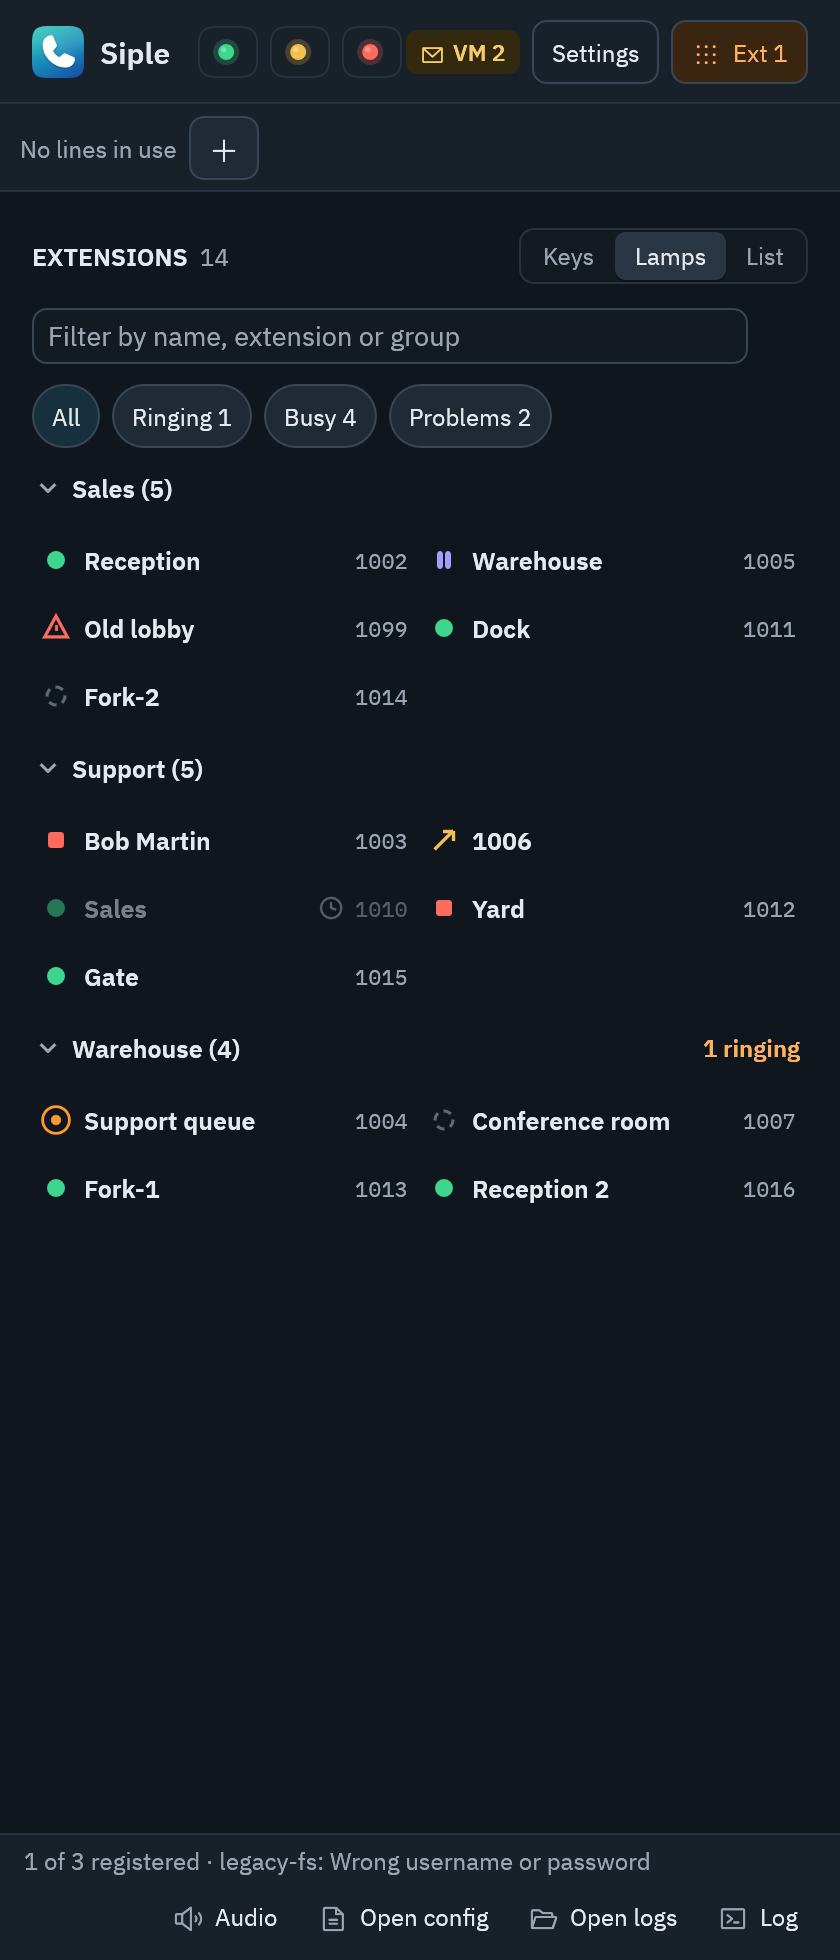 Siple VM 2 Settings Ext 1
No lines in use
EXTENSIONS 14 Keys Lamps List
Filter by name, extension or group
All Ringing 1 Busy 4 Problems 2
Sales (5)
Reception 1002 Warehouse 1005
Old lobby 1099 Dock 1011
Fork-2 1014
Support (5)
Bob Martin 1003 1006
Sales 1010 Yard 1012
Gate 1015
Warehouse (4) 1 ringing
Support queue 1004 Conference room 1007
Fork-1 1013 Reception 2 1016
1 of 3 registered · legacy-fs: Wrong username or password
Audio Open config Open logs Log